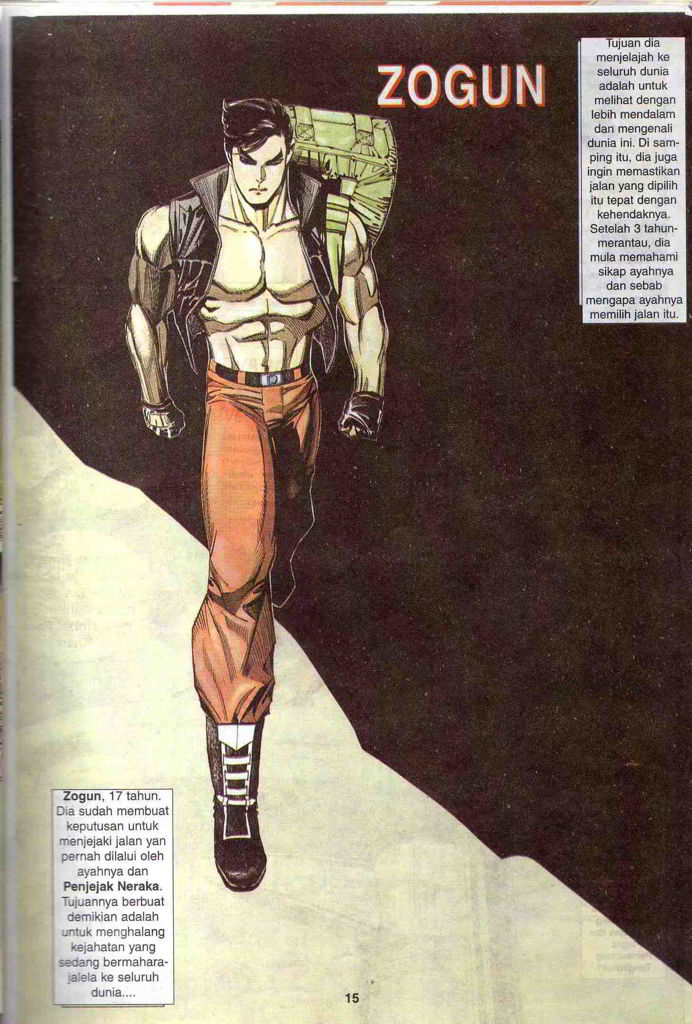 ZOGUN
Tujuan dia
menjelajah ke
seluruh dunia
adalah untuk
melihat dengan
lebih mendalam
dan mengenali
dunia ini. Di sam-
ping itu, dia juga
ingin memastikan
jalan yang dipilih
itu tepat dengan
kehendaknya.
Setelah 3 tahun-
merantau, dia
mula memahami
sikap ayahnya
dan sebab
mengapa ayahnya
memilih jalan itu.
Zogun, 17 tahun.
Dia sudah membuat
keputusan untuk
menjejaki jalan yan
pernah dilalui oleh
ayahnya dan
Penjejak Neraka.
Tujuannya berbuat
demikian adalah
untuk menghalang
kejahatan yang
sedang bermahara-
jalela ke seluruh
dunia....
15